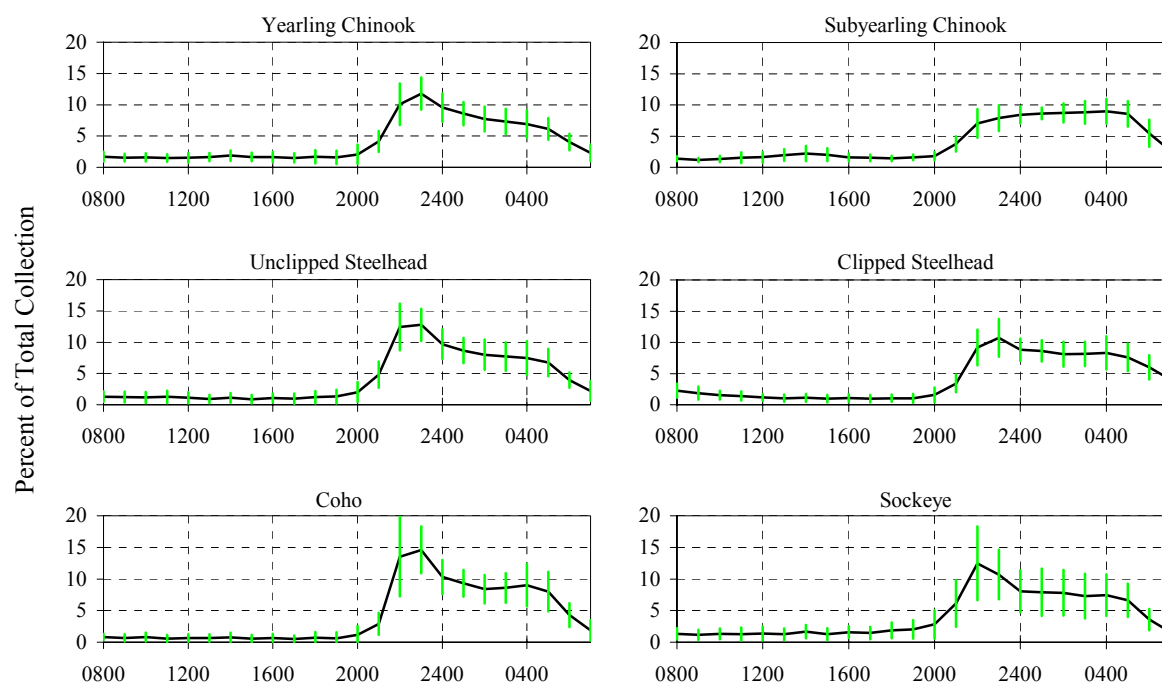 Percent of Total Collection
Yearling Chinook
20
15
10
5
0
0800 1200 1600 2000 2400 0400
Subyearling Chinook
20
15
10
5
0
0800 1200 1600 2000 2400 0400
Unclipped Steelhead
20
15
10
5
0
0800 1200 1600 2000 2400 0400
Clipped Steelhead
20
15
10
5
0
0800 1200 1600 2000 2400 0400
Coho
20
15
10
5
0
0800 1200 1600 2000 2400 0400
Sockeye
20
15
10
5
0
0800 1200 1600 2000 2400 0400